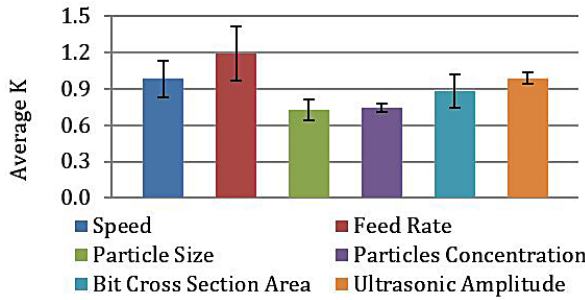 1.5
1.2
0.9
0.6
0.3
0.0
Average K
Speed
Feed Rate
Particle Size
Particles Concentration
Bit Cross Section Area
Ultrasonic Amplitude